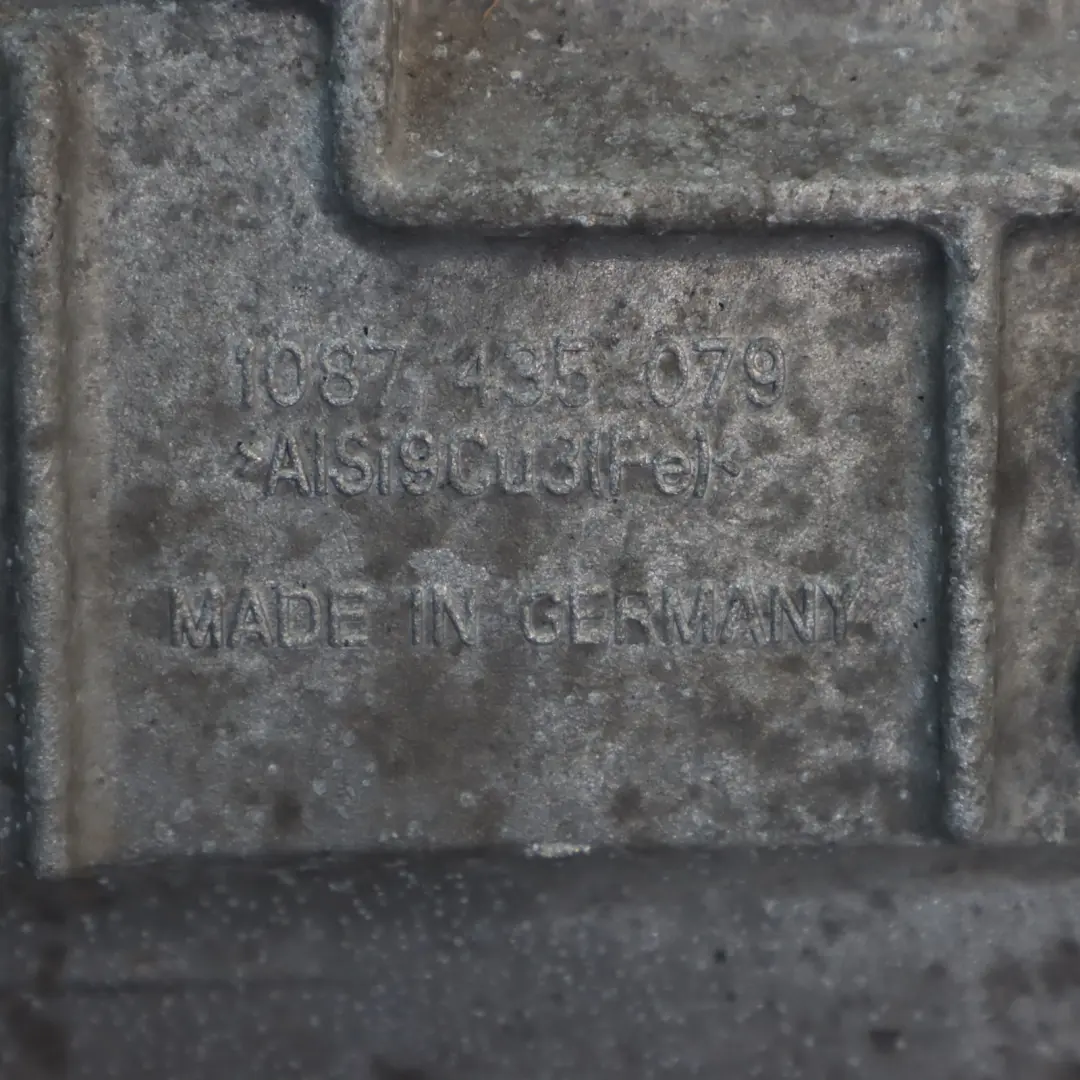 1087 435 079
>AlSi9Cu3(Fe)<
MADE IN GERMANY